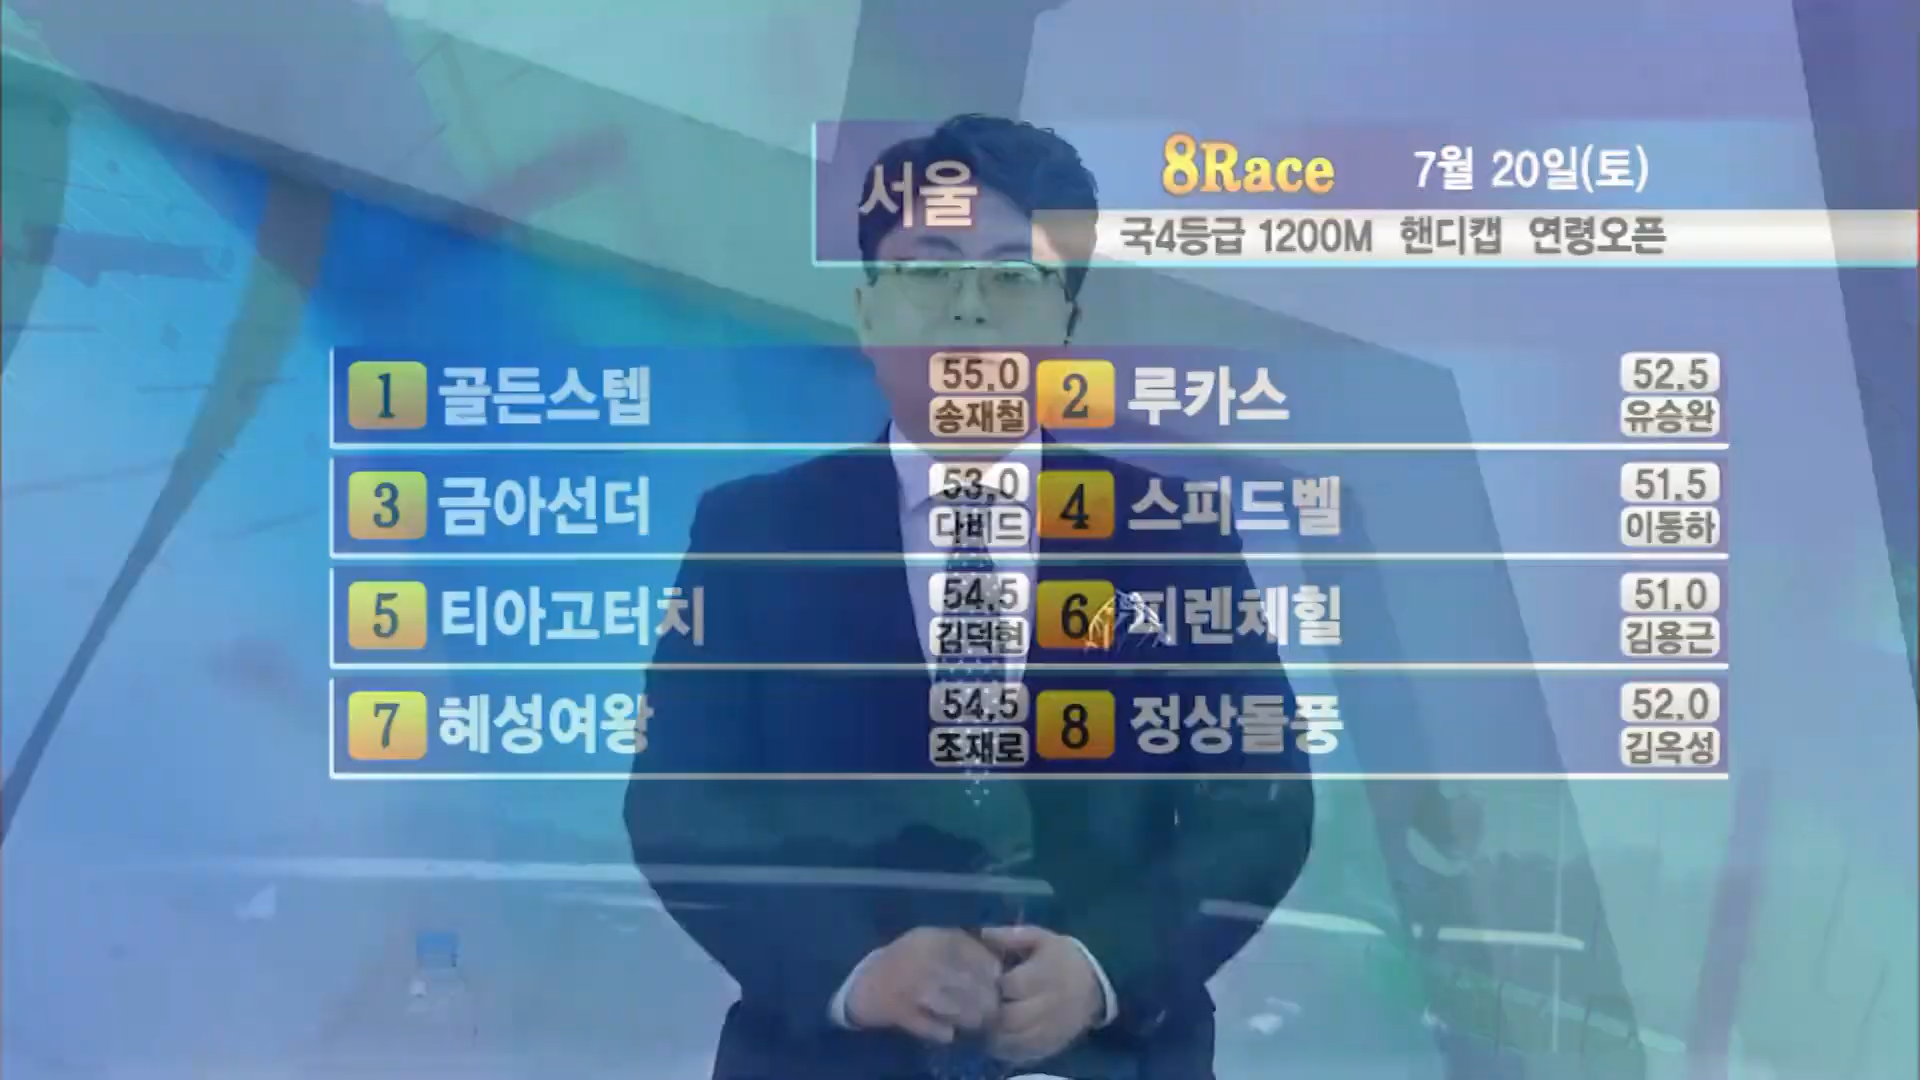 서울
8Race 7월 20일(토)
국4등급 1200M 핸디캡 연령오픈
1 골든스텝 55.0 송재철
2 루카스 52.5 유승완
3 금아선더 53.0 다비드
4 스피드벨 51.5 이동하
5 티아고터치 54.5 김덕현
6 피렌체힐 51.0 김용근
7 혜성여왕 54.5 조재로
8 정상돌풍 52.0 김옥성